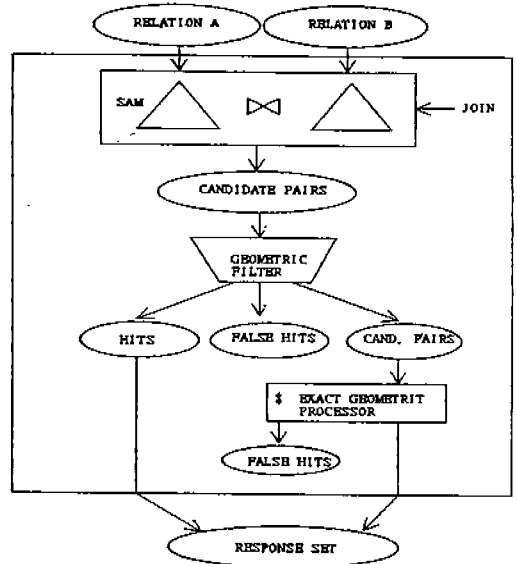 RELATION A
RELATION B
SAM
JOIN
CANDIDATE PAIRS
GEOMETRIC
FILTER
HITS
FALSE HITS
CAND. PAIRS
$ EXACT GEOMETRIT
PROCESSOR
FALSE HITS
RESPONSE SET